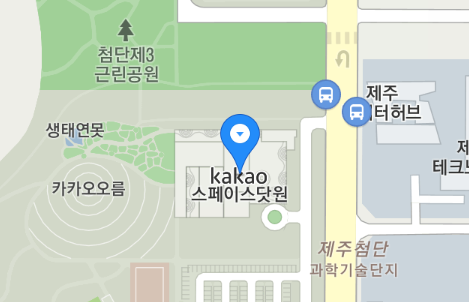 첨단제3
근린공원
제주
터허브
생태연못
제
테크노
카카오오름
kakao
스페이스닷원
제주첨단
과학기술단지